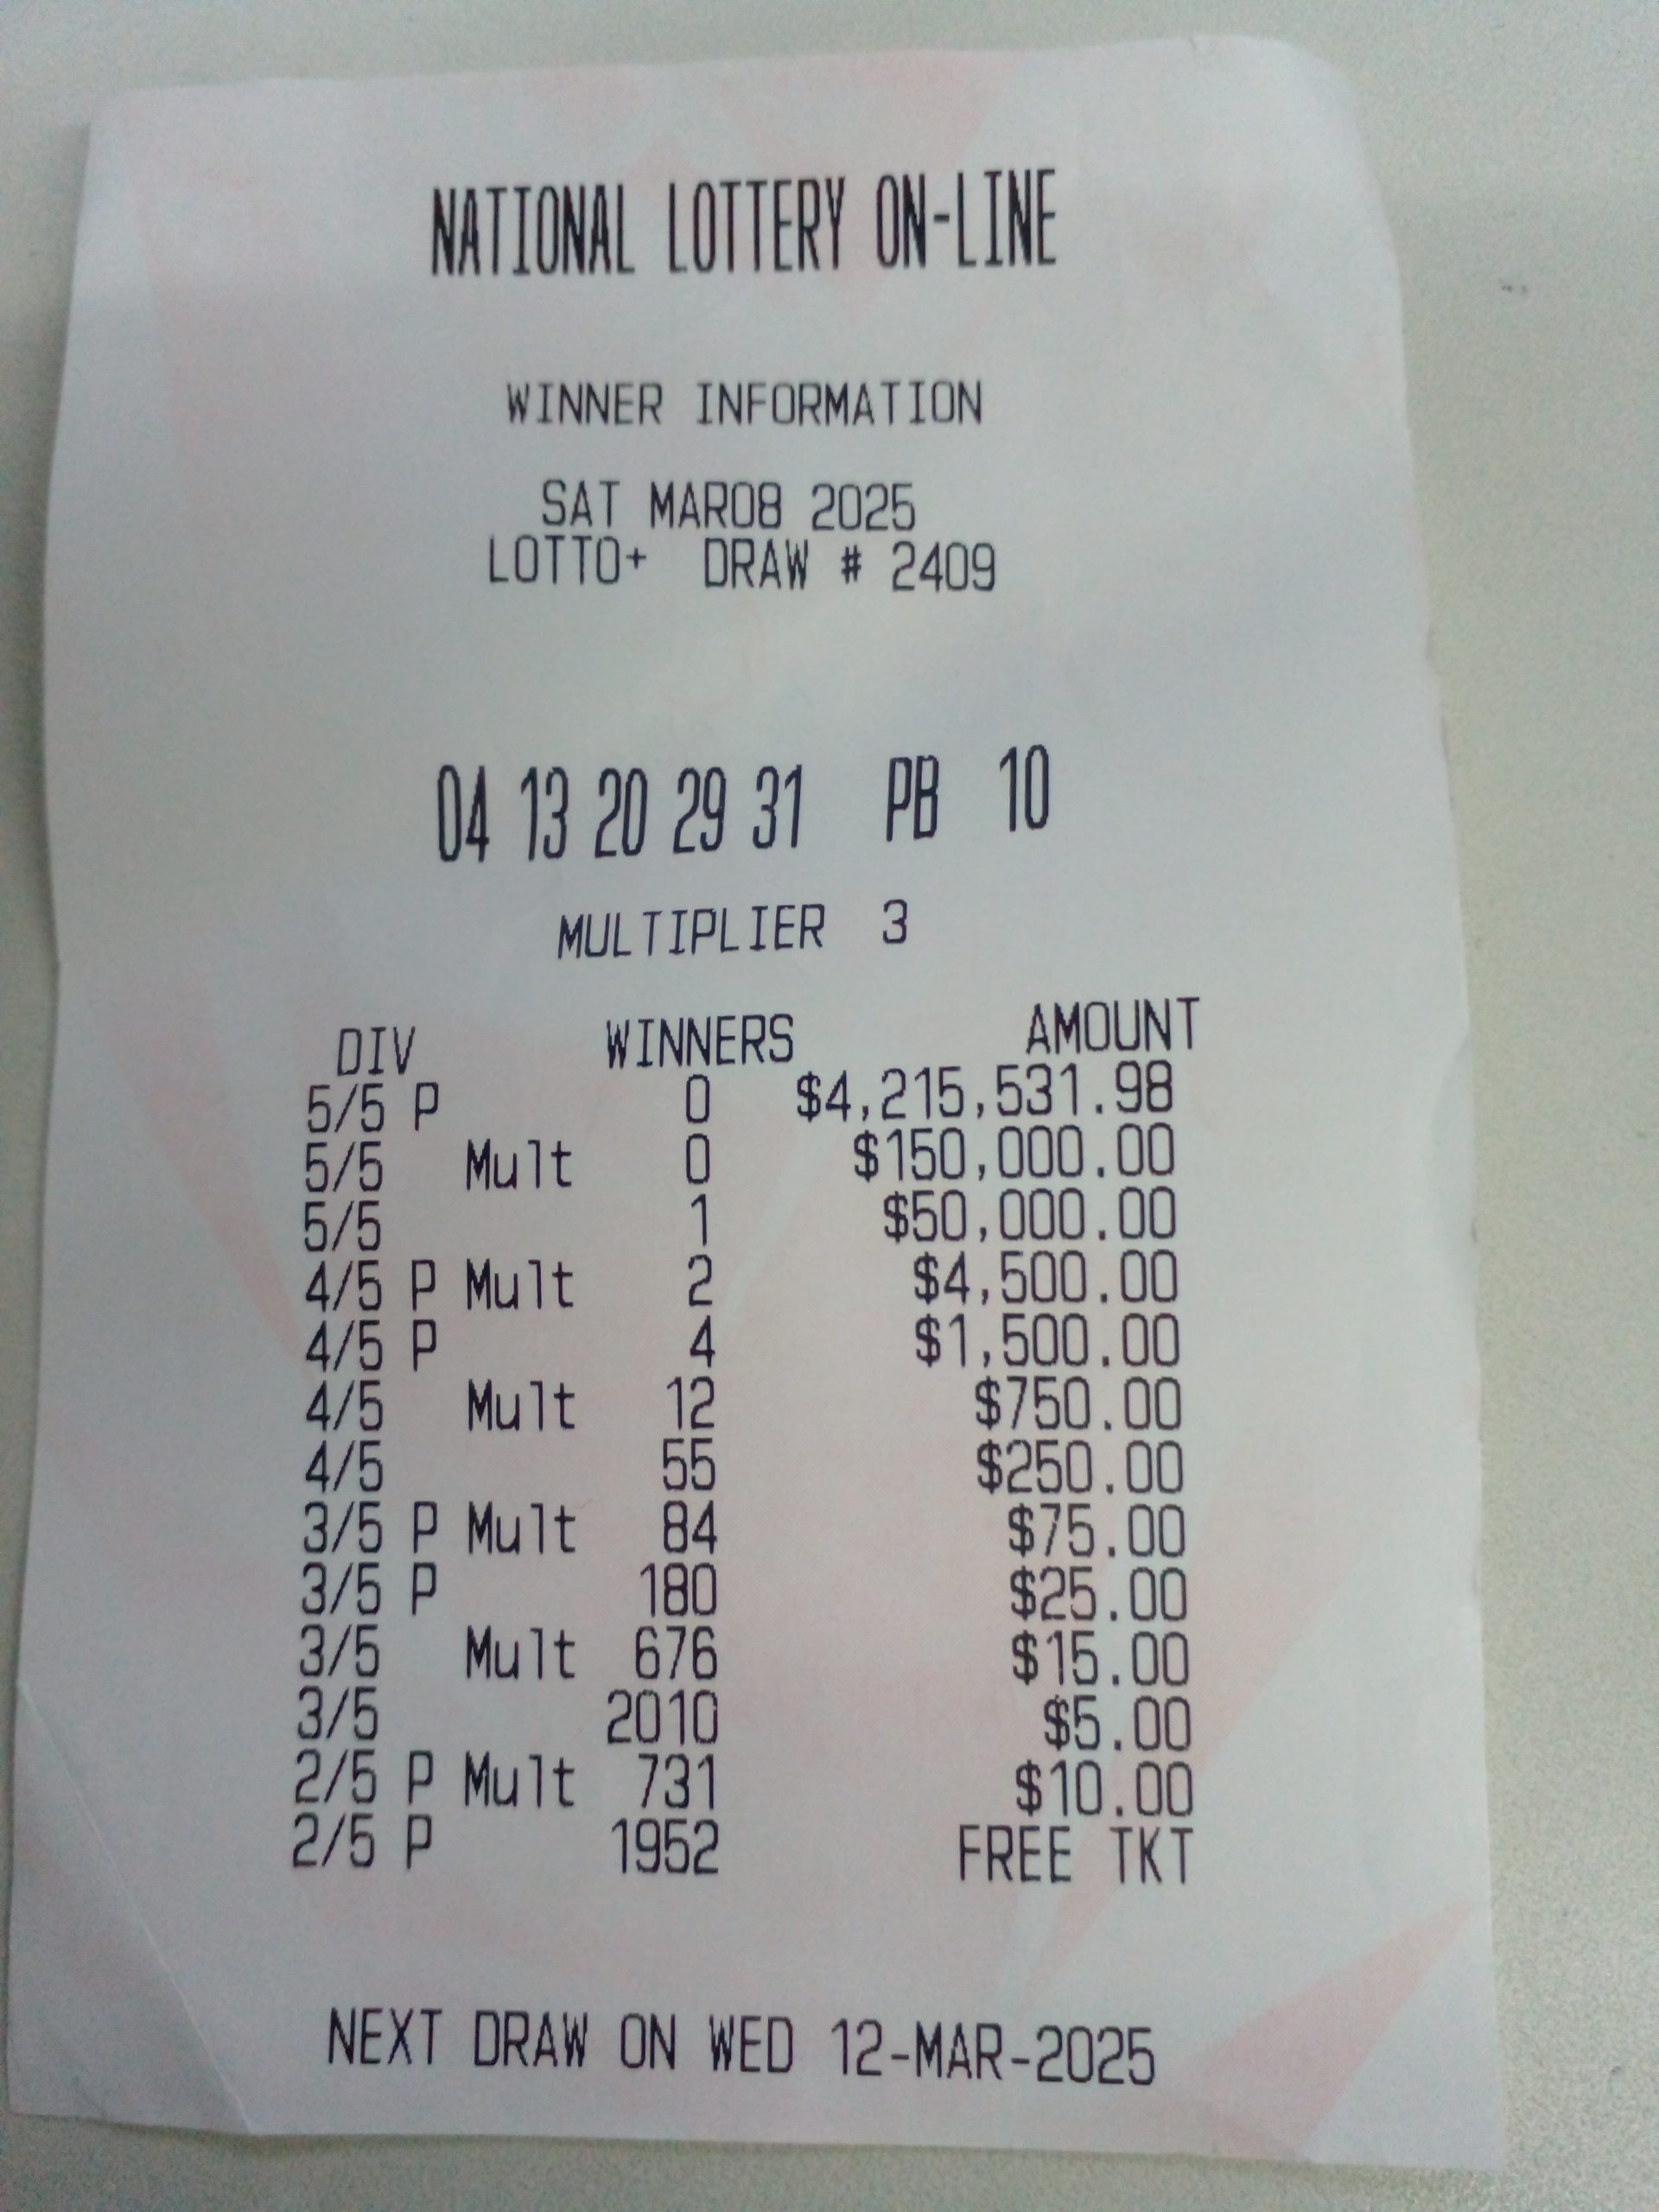 NATIONAL LOTTERY ON-LINE
WINNER INFORMATION
SAT MAR08 2025
LOTTO+ DRAW # 2409
04 13 20 29 31 PB 10
MULTIPLIER 3
DIV WINNERS AMOUNT
5/5 P 0 $4,215,531.98
5/5 Mult 0 $150,000.00
5/5 1 $50,000.00
4/5 P Mult 2 $4,500.00
4/5 P 4 $1,500.00
4/5 Mult 12 $750.00
4/5 55 $250.00
3/5 P Mult 84 $75.00
3/5 P 180 $25.00
3/5 Mult 676 $15.00
3/5 2010 $5.00
2/5 P Mult 731 $10.00
2/5 P 1952 FREE TKT
NEXT DRAW ON WED 12-MAR-2025